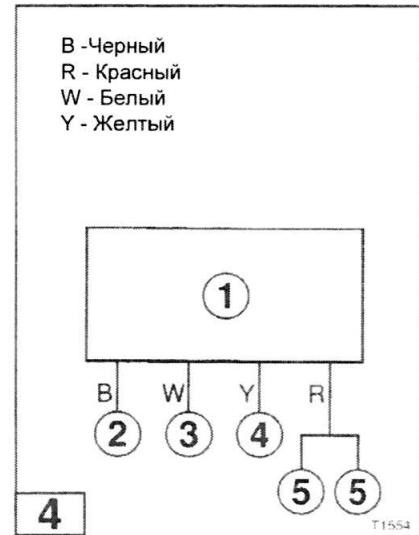 B -Черный
R - Красный
W - Белый
Y - Желтый
1
B W Y R
2 3 4
5 5
4
T1554